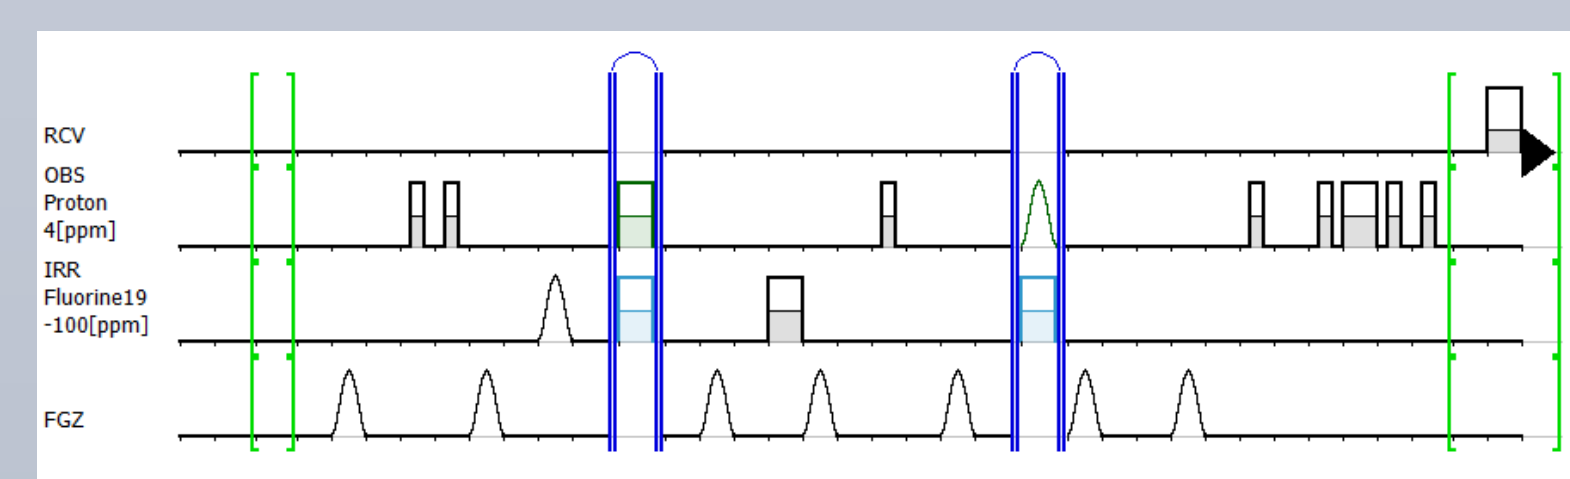 RCV
OBS
Proton
4[ppm]
IRR
Fluorine19
-100[ppm]
FGZ